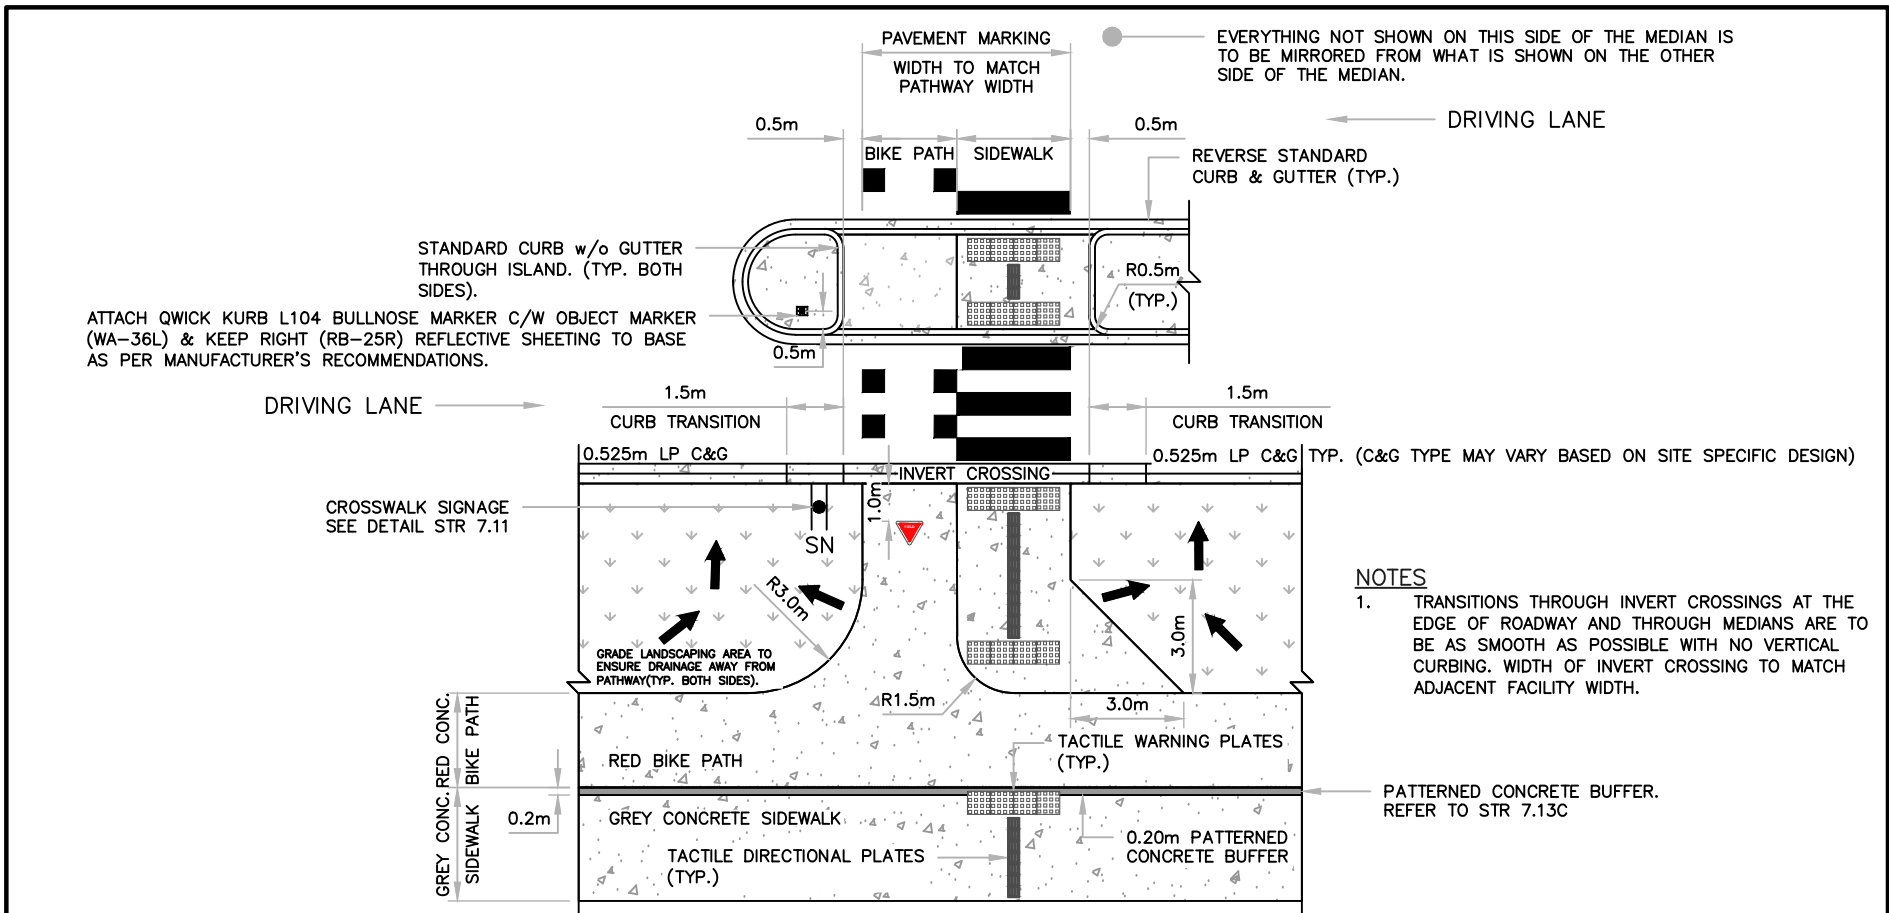 PAVEMENT MARKING
WIDTH TO MATCH
PATHWAY WIDTH
EVERYTHING NOT SHOWN ON THIS SIDE OF THE MEDIAN IS
TO BE MIRRORED FROM WHAT IS SHOWN ON THE OTHER
SIDE OF THE MEDIAN.
DRIVING LANE
0.5m
0.5m
BIKE PATH
SIDEWALK
REVERSE STANDARD
CURB & GUTTER (TYP.)
STANDARD CURB w/o GUTTER
THROUGH ISLAND. (TYP. BOTH
SIDES).
R0.5m
(TYP.)
ATTACH QWICK KURB L104 BULLNOSE MARKER C/W OBJECT MARKER
(WA-36L) & KEEP RIGHT (RB-25R) REFLECTIVE SHEETING TO BASE
AS PER MANUFACTURER'S RECOMMENDATIONS.
0.5m
DRIVING LANE
1.5m
CURB TRANSITION
1.5m
CURB TRANSITION
0.525m LP C&G
0.525m LP C&G TYP. (C&G TYPE MAY VARY BASED ON SITE SPECIFIC DESIGN)
INVERT CROSSING
1.0m
CROSSWALK SIGNAGE
SEE DETAIL STR 7.11
SN
YIELD
R3.0m
3.0m
GRADE LANDSCAPING AREA TO
ENSURE DRAINAGE AWAY FROM
PATHWAY(TYP. BOTH SIDES).
R1.5m
3.0m
NOTES
1. TRANSITIONS THROUGH INVERT CROSSINGS AT THE
EDGE OF ROADWAY AND THROUGH MEDIANS ARE TO
BE AS SMOOTH AS POSSIBLE WITH NO VERTICAL
CURBING. WIDTH OF INVERT CROSSING TO MATCH
ADJACENT FACILITY WIDTH.
RED CONC.
BIKE PATH
RED BIKE PATH
TACTILE WARNING PLATES
(TYP.)
PATTERNED CONCRETE BUFFER.
REFER TO STR 7.13C
GREY CONC.
SIDEWALK
0.2m
GREY CONCRETE SIDEWALK
0.20m PATTERNED
CONCRETE BUFFER
TACTILE DIRECTIONAL PLATES
(TYP.)